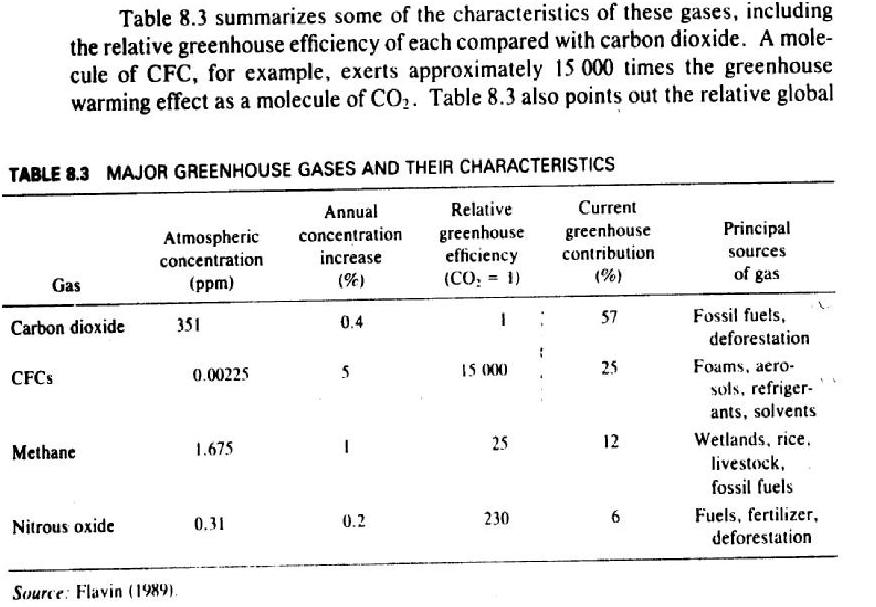 Table 8.3 summarizes some of the characteristics of these gases, including
the relative greenhouse efficiency of each compared with carbon dioxide. A mole-
cule of CFC, for example, exerts approximately 15 000 times the greenhouse
warming effect as a molecule of CO₂. Table 8.3 also points out the relative global
TABLE 8.3 MAJOR GREENHOUSE GASES AND THEIR CHARACTERISTICS
Annual Relative Current
Atmospheric concentration greenhouse greenhouse Principal
concentration increase efficiency contribution sources
Gas (ppm) (%) (CO₂ = 1) (%) of gas
Carbon dioxide 351 0.4 1 57 Fossil fuels,
deforestation
CFCs 0.00225 5 15 000 25 Foams, aero-
sols, refriger-
ants, solvents
Methane 1.675 1 25 12 Wetlands, rice,
livestock,
fossil fuels
Nitrous oxide 0.31 0.2 230 6 Fuels, fertilizer,
deforestation
Source: Flavin (1989).